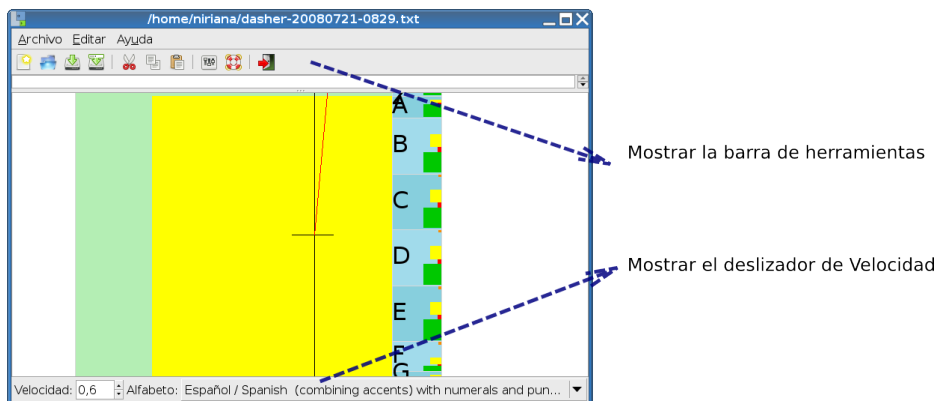 /home/niriana/dasher-20080721-0829.txt
Archivo Editar Ayuda
A
B
Mostrar la barra de herramientas
C
D
Mostrar el deslizador de Velocidad
E
F
G
Velocidad: 0,6 Alfabeto: Español / Spanish (combining accents) with numerals and pun...